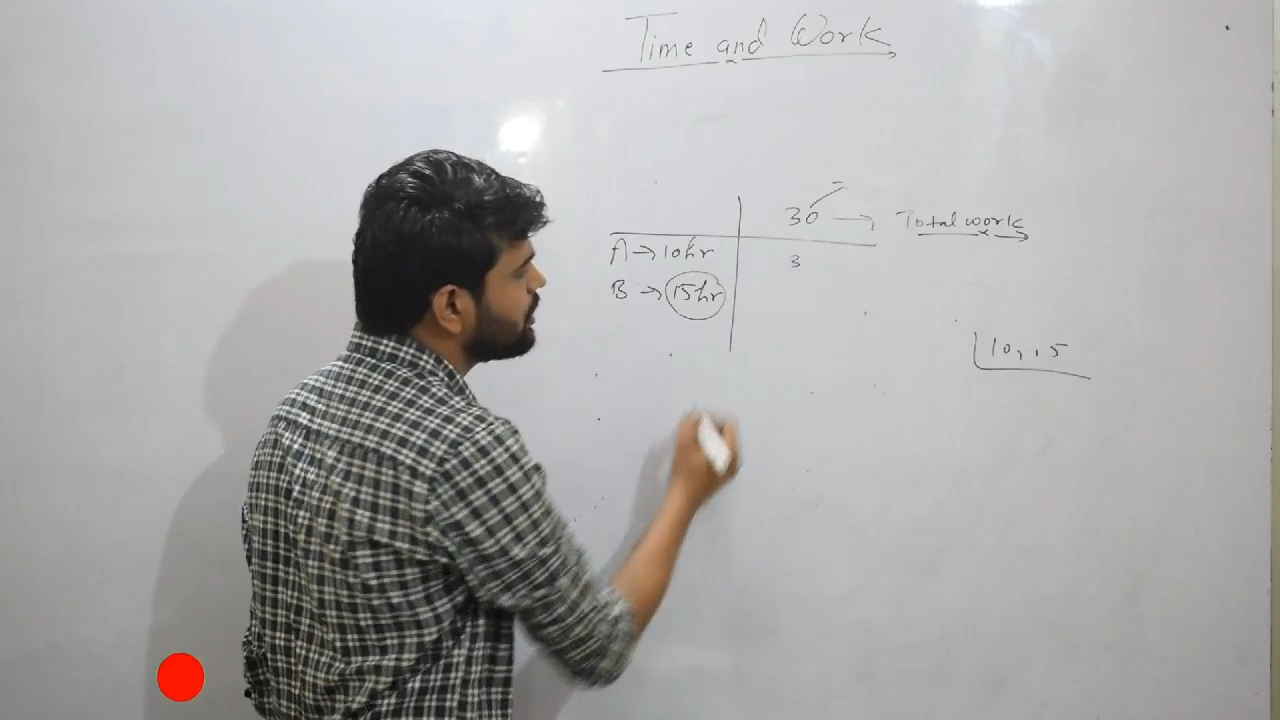 Time and Work
30 → Total work
A → 10hr
3
B → 15hr
10, 15